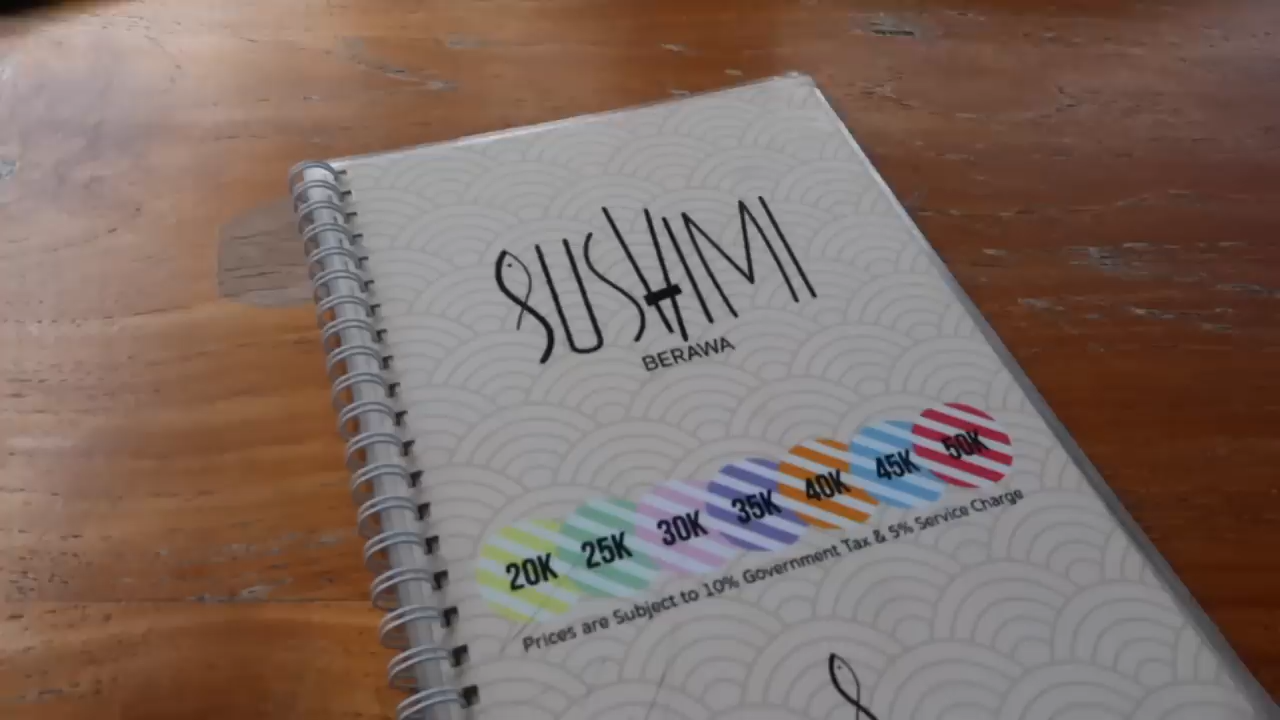 SUSHIMI
BERAWA
20K 25K 30K 35K 40K 45K 50K
Prices are Subject to 10% Government Tax & 5% Service Charge